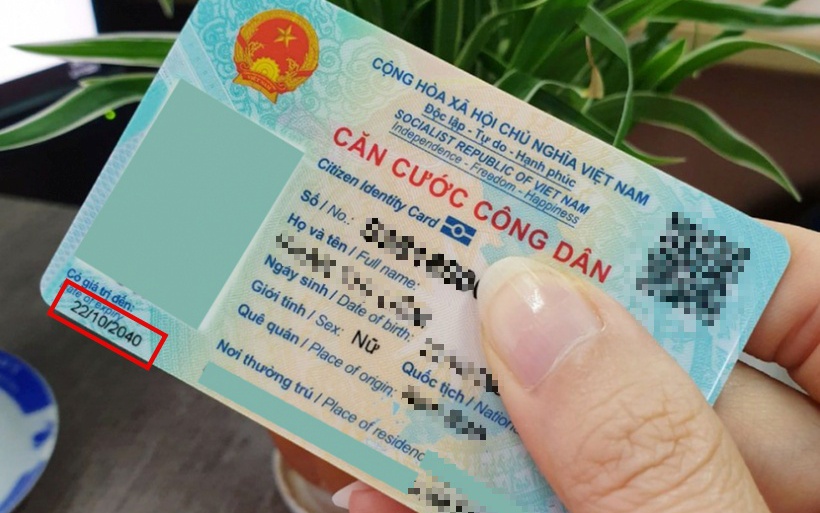 CỘNG HÒA XÃ HỘI CHỦ NGHĨA VIỆT NAM
Độc lập - Tự do - Hạnh phúc
SOCIALIST REPUBLIC OF VIET NAM
Independence - Freedom - Happiness
CĂN CƯỚC CÔNG DÂN
Citizen Identity Card
Số / No.:
Họ và tên / Full name:
Ngày sinh / Date of birth:
Giới tính / Sex: Nữ Quốc tịch /
Quê quán / Place of origin:
Nơi thường trú / Place of
Có giá trị đến:
Date of expiry
22/10/2040